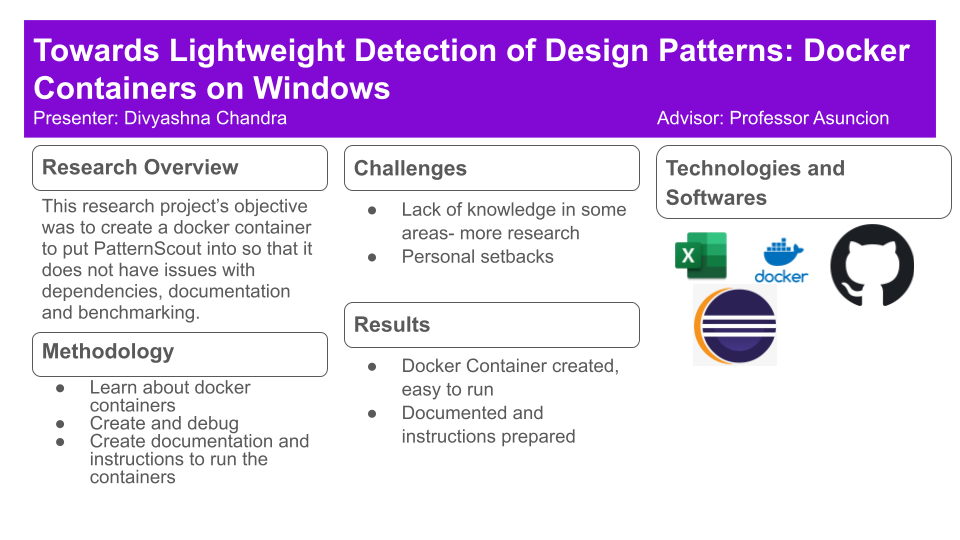 Towards Lightweight Detection of Design Patterns: Docker
Containers on Windows
Presenter: Divyashna Chandra
Advisor: Professor Asuncion
Research Overview
This research project’s objective
was to create a docker container
to put PatternScout into so that it
does not have issues with
dependencies, documentation
and benchmarking.
Methodology
● Learn about docker
containers
● Create and debug
● Create documentation and
instructions to run the
containers
Challenges
● Lack of knowledge in some
areas- more research
● Personal setbacks
Results
● Docker Container created,
easy to run
● Documented and
instructions prepared
Technologies and
Softwares
X
docker